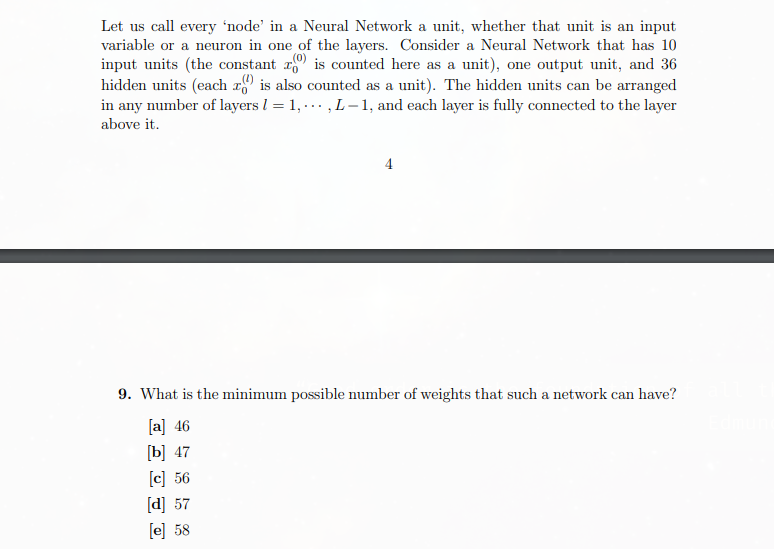 Let us call every ‘node’ in a Neural Network a unit, whether that unit is an input
variable or a neuron in one of the layers. Consider a Neural Network that has 10
input units (the constant x₀⁽⁰⁾ is counted here as a unit), one output unit, and 36
hidden units (each x₀⁽ˡ⁾ is also counted as a unit). The hidden units can be arranged
in any number of layers l = 1, · · · , L − 1, and each layer is fully connected to the layer
above it.
4
9. What is the minimum possible number of weights that such a network can have?
[a] 46
[b] 47
[c] 56
[d] 57
[e] 58